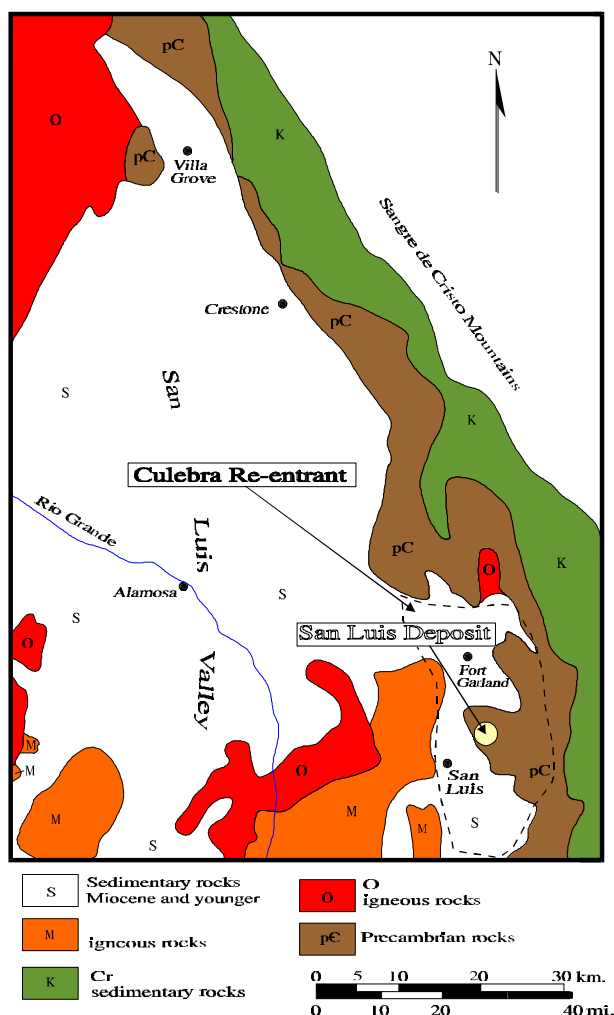 pC
N
O
K
pC
Villa
Grove
Sangre de Cristo Mountains
Crestone
pC
San
S
K
Culebra Re-entrant
Rio Grande
Luis
pC
O
K
Alamosa
S
S
San Luis Deposit
O
Fort
Garland
Valley
M
M
O
pC
San
Luis
M
M
M
S
S
S
Sedimentary rocks
Miocene and younger
O
O
igneous rocks
M
igneous rocks
pЄ
Precambrian rocks
K
Cr
sedimentary rocks
0 5 10 20 30 km.
0 10 20 40 mi.